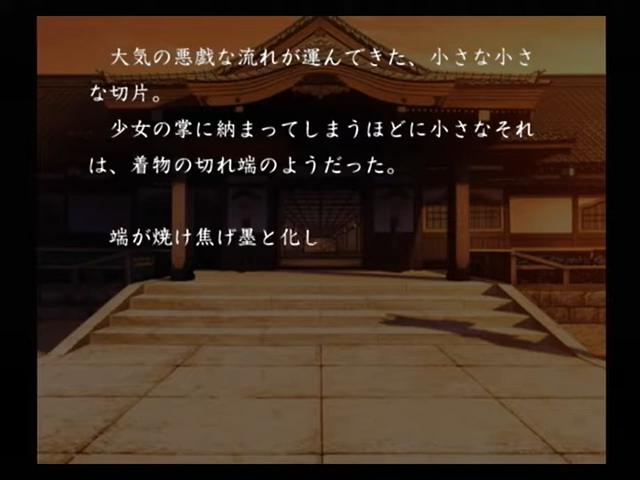 大気の悪戯な流れが運んできた、小さな小さ
な切片。
少女の掌に納まってしまうほどに小さなそれ
は、着物の切れ端のようだった。
端が焼け焦げ墨と化し